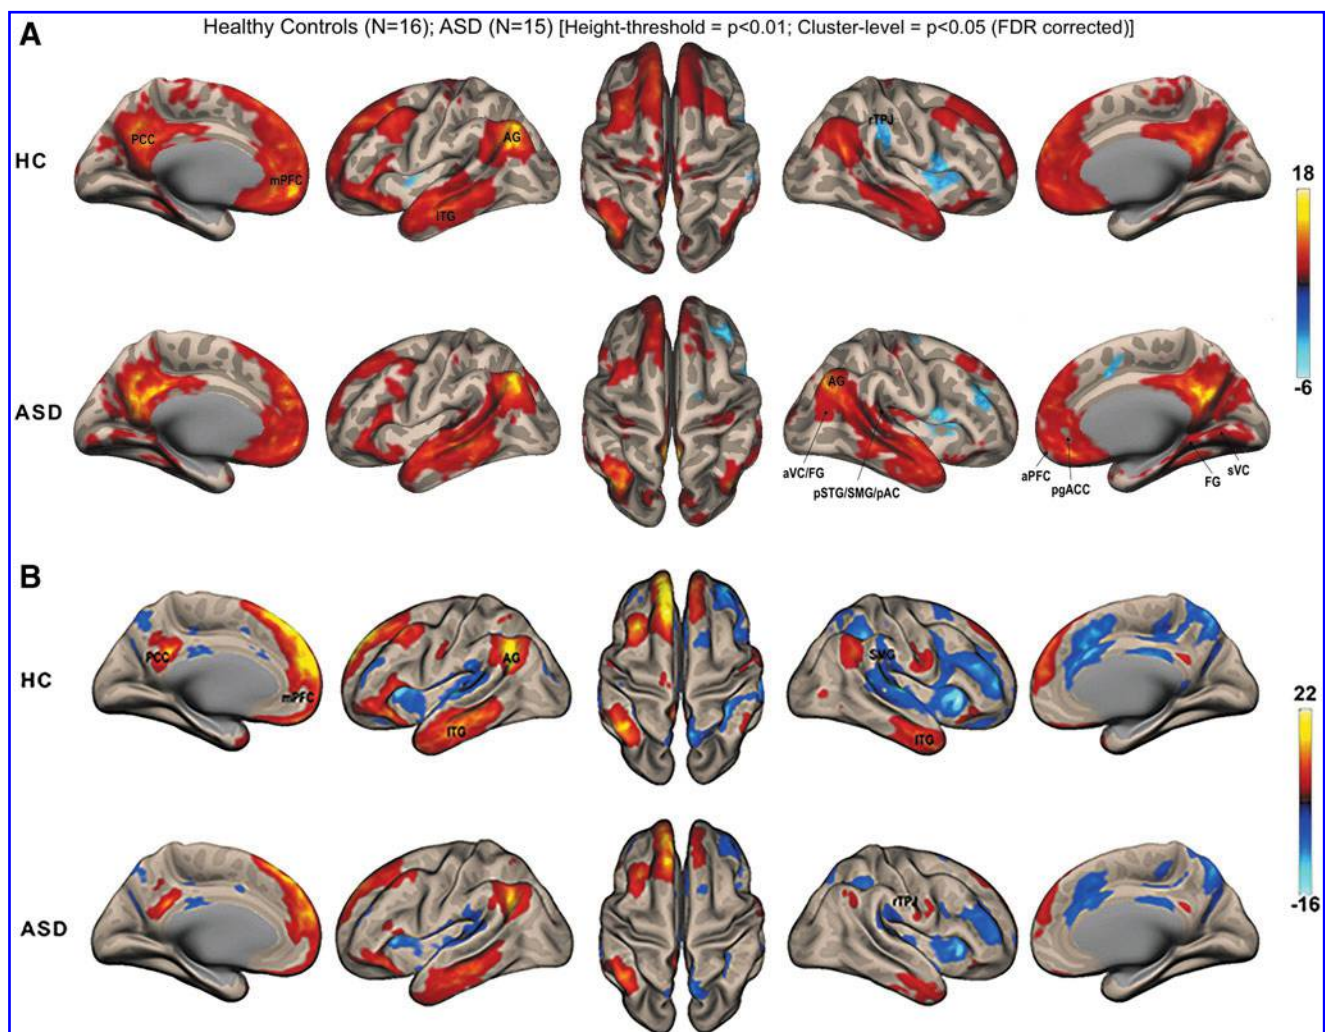 A
Healthy Controls (N=16); ASD (N=15) [Height-threshold = p<0.01; Cluster-level = p<0.05 (FDR corrected)]
HC
PCC
mPFC
AG
ITG
rTPJ
18
-6
ASD
AG
aVC/FG
pSTG/SMG/pAC
aPFC
pgACC
FG
sVC
B
HC
PCC
mPFC
AG
ITG
SMG
ITG
22
-16
ASD
rTPJ